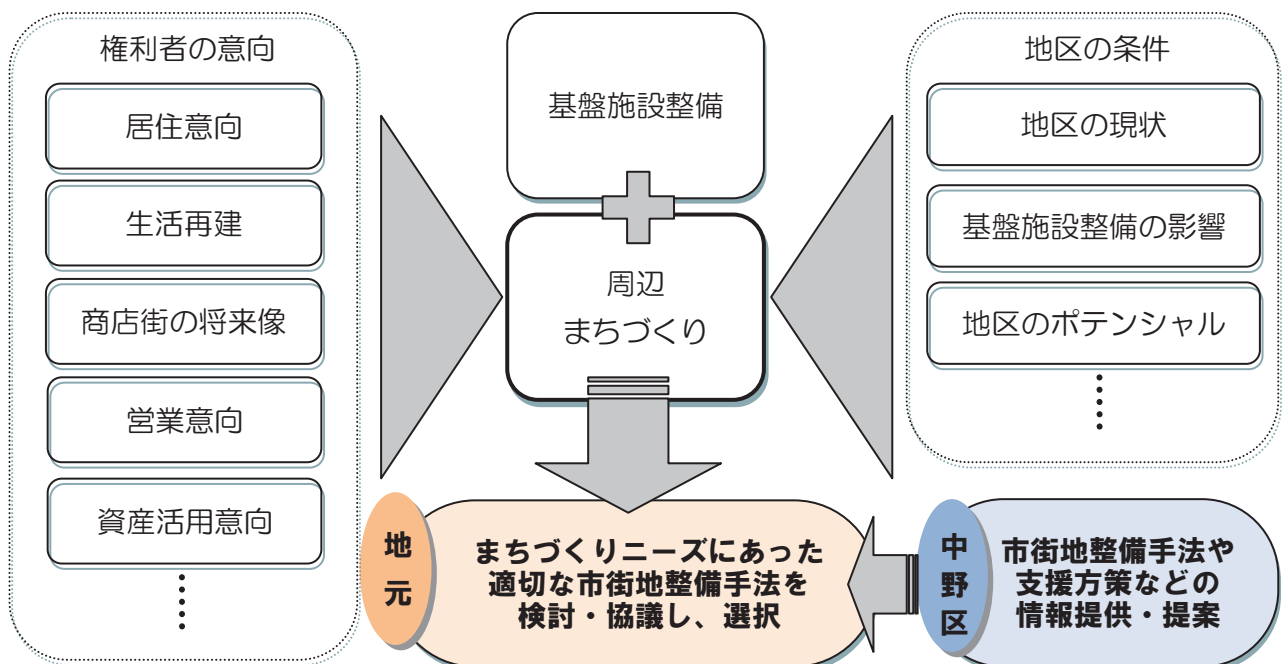 権利者の意向
居住意向
生活再建
商店街の将来像
営業意向
資産活用意向
基盤施設整備
周辺
まちづくり
地区の条件
地区の現状
基盤施設整備の影響
地区のポテンシャル
地元
まちづくりニーズにあった
適切な市街地整備手法を
検討・協議し、選択
中野区
市街地整備手法や
支援方策などの
情報提供・提案